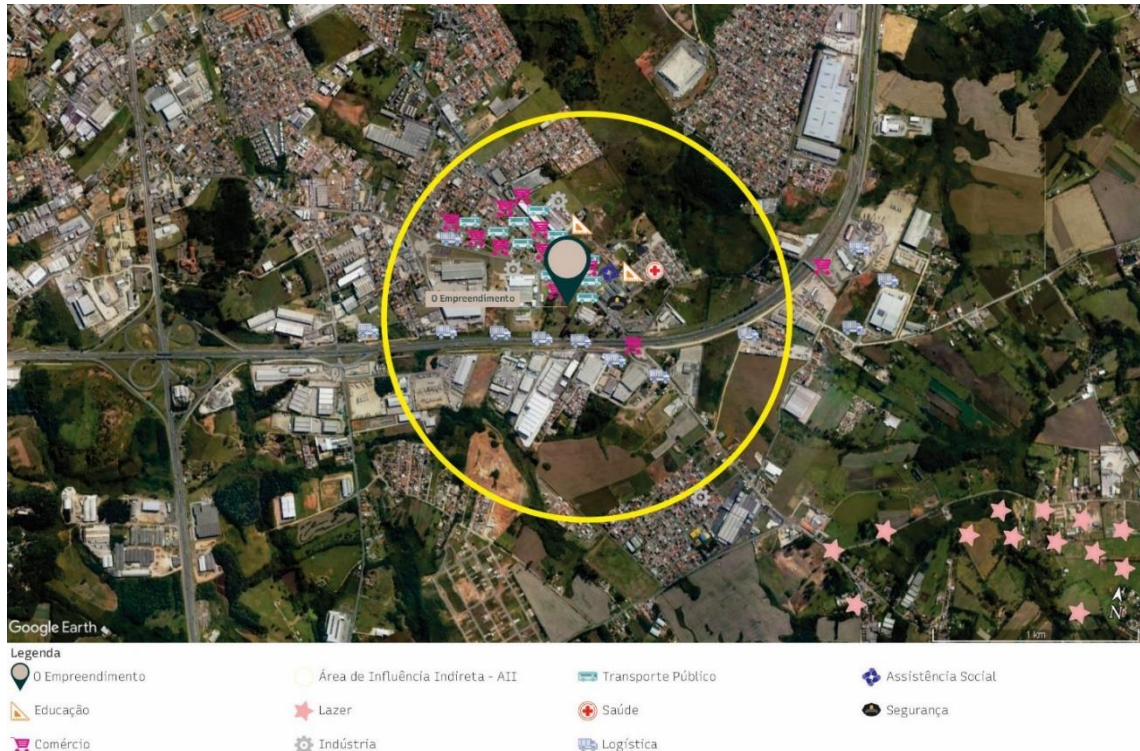 O Empreendimento
Google Earth
N
1 km
Legenda
O Empreendimento
Área de Influência Indireta - AII
Transporte Público
Assistência Social
Educação
Lazer
Saúde
Segurança
Comércio
Indústria
Logística